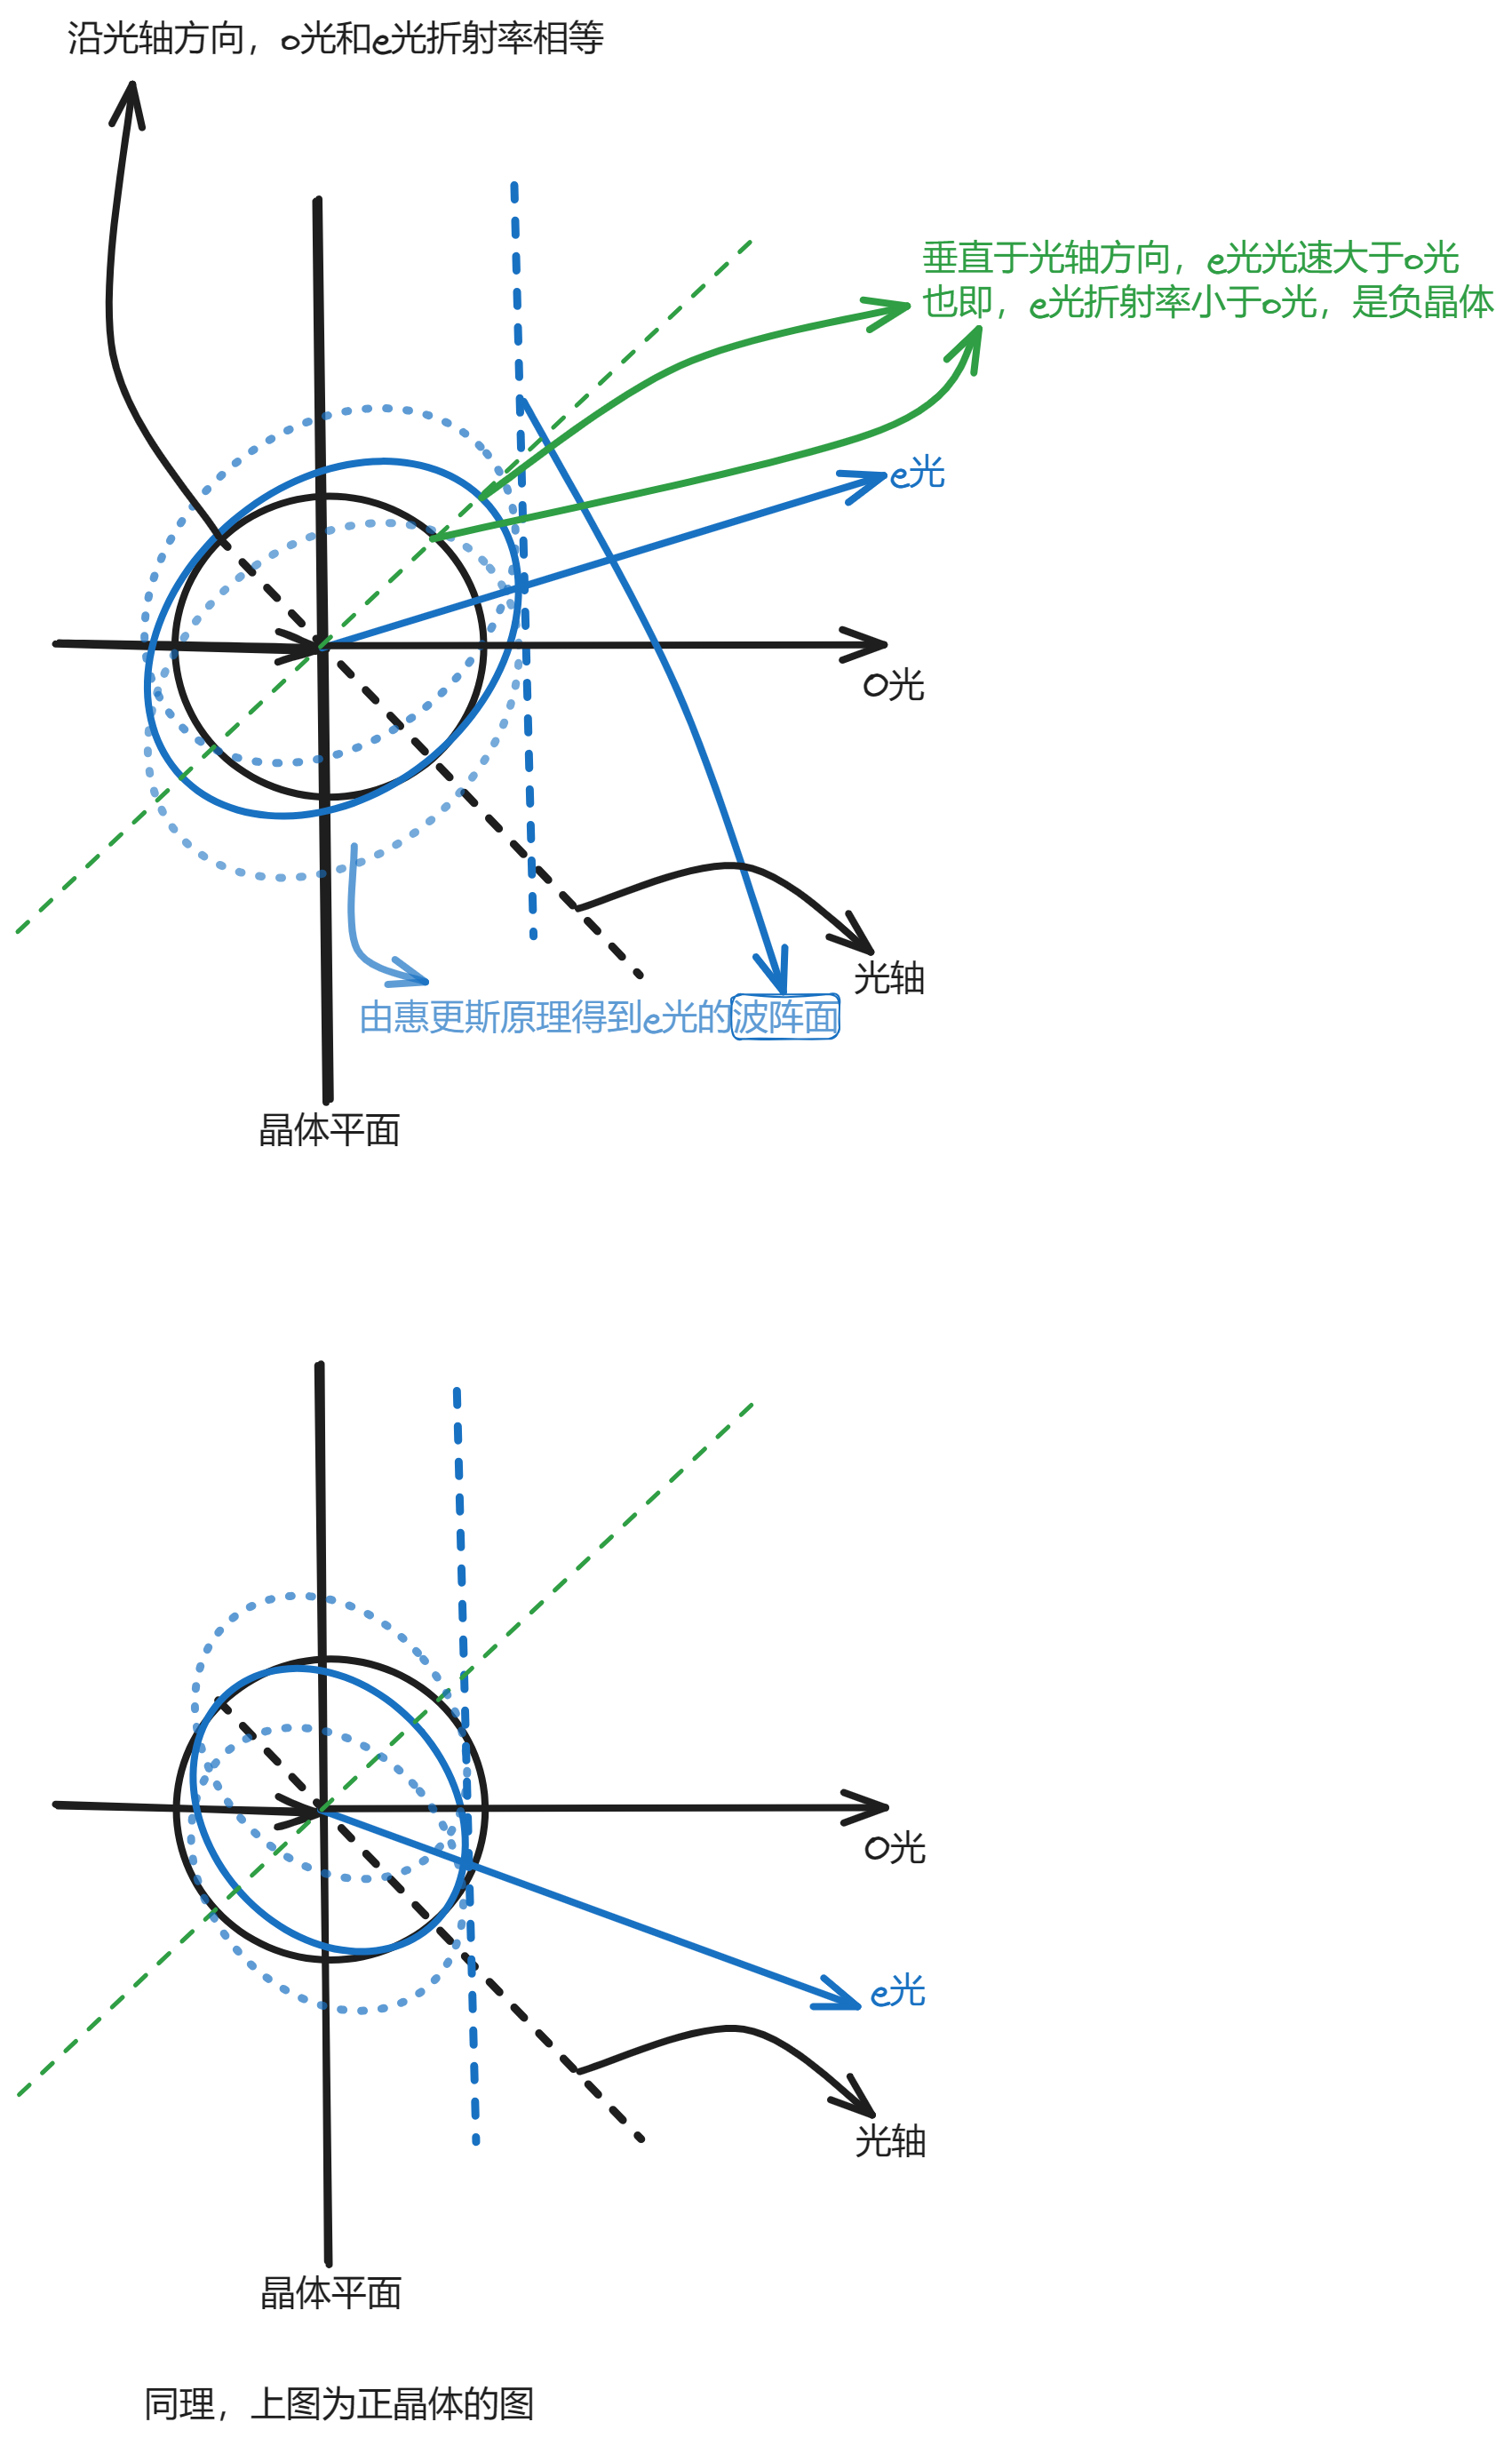 沿光轴方向，o光和e光折射率相等
垂直于光轴方向，e光光速大于o光
也即，e光折射率小于o光，是负晶体
e光
o光
光轴
由惠更斯原理得到e光的波阵面
晶体平面
o光
e光
光轴
晶体平面
同理，上图为正晶体的图